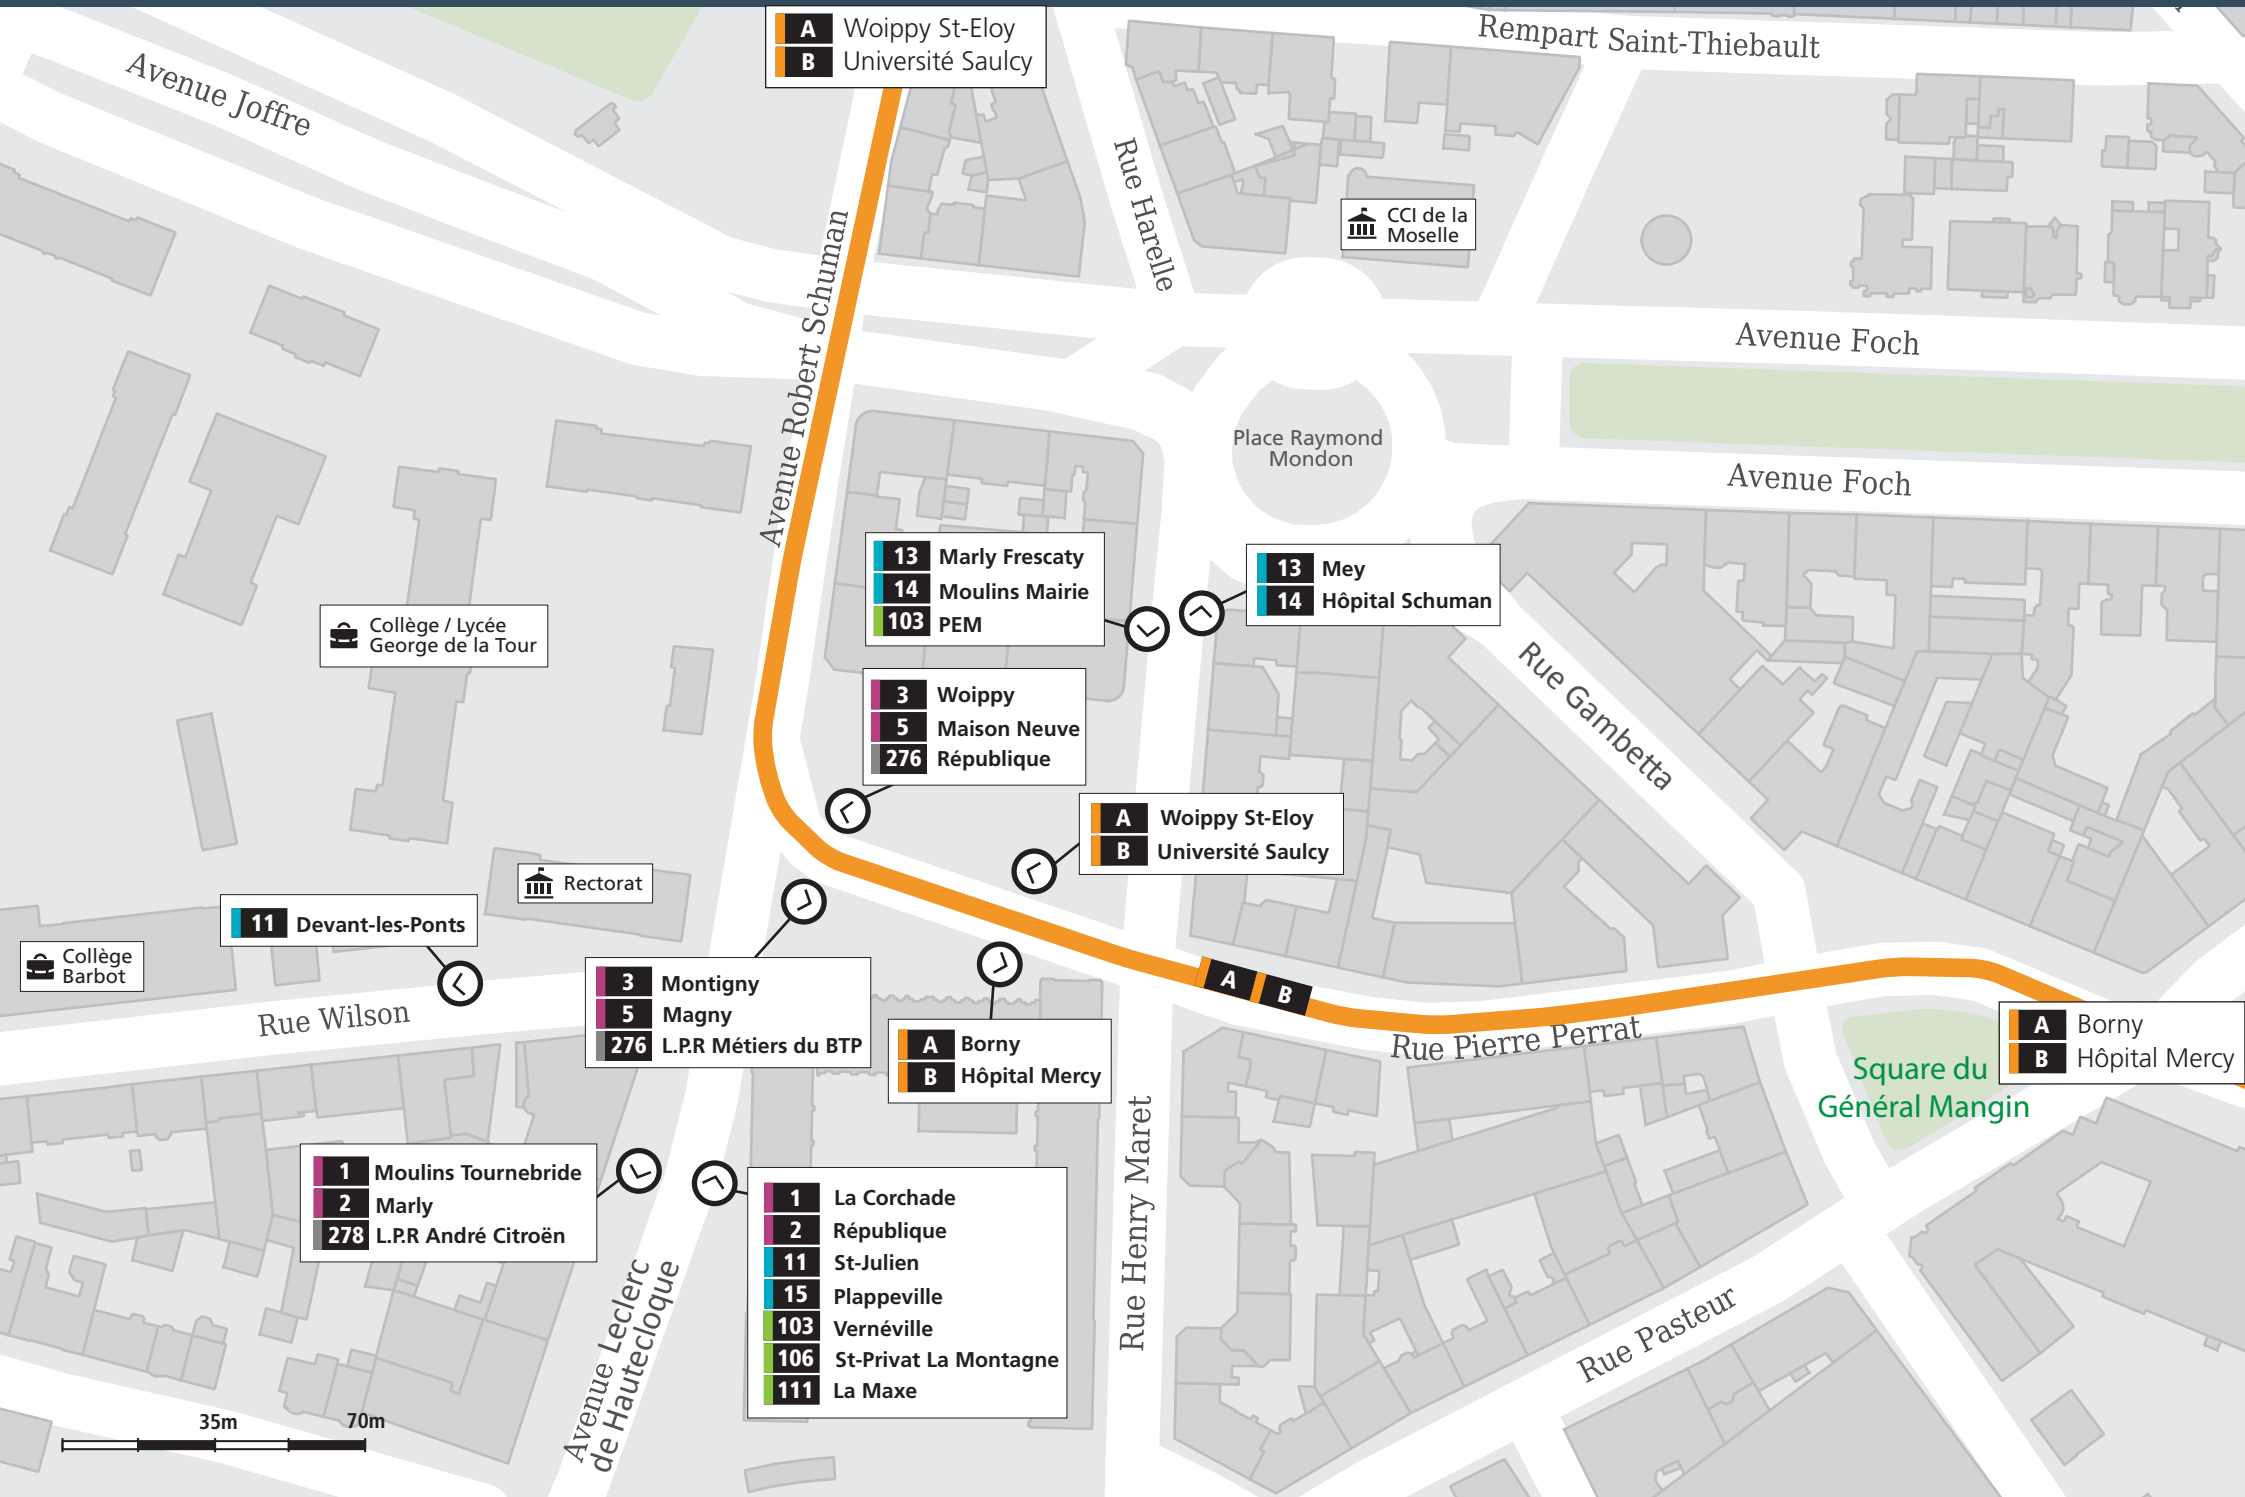 A Woippy St-Eloy
B Université Saulcy
Rempart Saint-Thiebault
Avenue Joffre
Rue Harelle
CCI de la
Moselle
Avenue Robert Schuman
Avenue Foch
Place Raymond
Mondon
Avenue Foch
13 Marly Frescaty
14 Moulins Mairie
103 PEM
13 Mey
14 Hôpital Schuman
Collège / Lycée
George de la Tour
Rue Gambetta
3 Woippy
5 Maison Neuve
276 République
A Woippy St-Eloy
B Université Saulcy
Rectorat
11 Devant-les-Ponts
Collège
Barbot
Rue Wilson
3 Montigny
5 Magny
276 L.P.R Métiers du BTP
A Borny
B Hôpital Mercy
A B
Rue Pierre Perrat
A Borny
B Hôpital Mercy
Square du
Général Mangin
1 Moulins Tournebride
2 Marly
278 L.P.R André Citroën
1 La Corchade
2 République
11 St-Julien
15 Plappeville
103 Vernéville
106 St-Privat La Montagne
111 La Maxe
Rue Henry Maret
Avenue Leclerc
de Hautecloque
Rue Pasteur
35m 70m